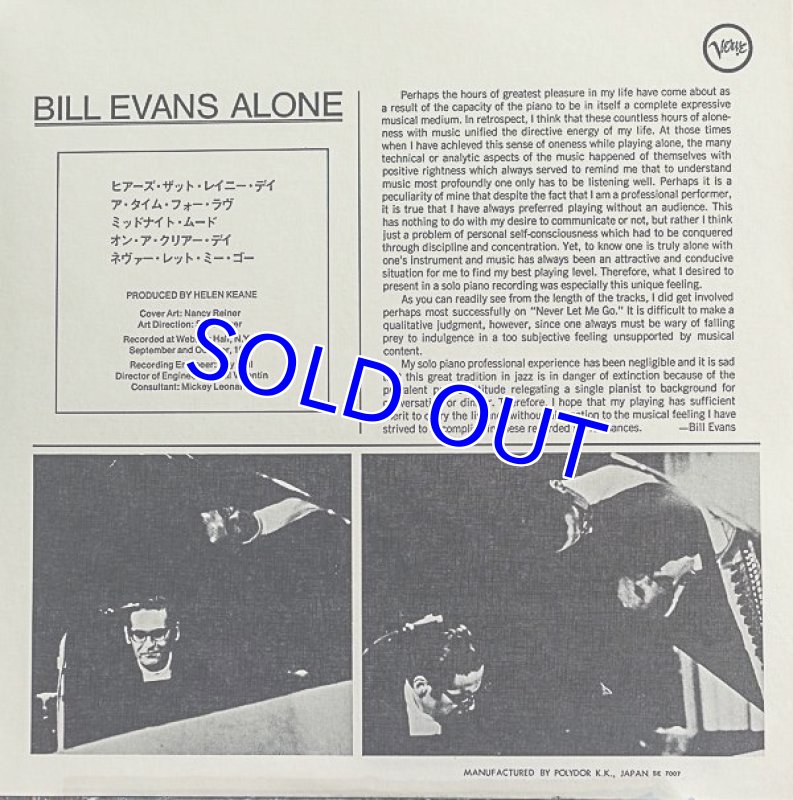 Verve
BILL EVANS ALONE
ヒアーズ・ザット・レイニー・デイ
ア・タイム・フォー・ラヴ
ミッドナイト・ムード
オン・ア・クリアー・デイ
ネヴァー・レット・ミー・ゴー
PRODUCED BY HELEN KEANE
Cover Art: Nancy Reiner
Art Direction:
Recorded at Hall, N.Y.
September and
Recording Engineer:
Director of
Consultant: Mickey
Perhaps the hours of greatest pleasure in my life have come about as
a result of the capacity of the piano to be in itself a complete expressive
musical medium. In retrospect, I think that these countless hours of alone-
ness with music unified the directive energy of my life. At those times
when I have achieved this sense of oneness while playing alone, the many
technical or analytic aspects of the music happened of themselves with
positive rightness which always served to remind me that to understand
music most profoundly one only has to be listening well. Perhaps it is a
peculiarity of mine that despite the fact that I am a professional performer,
it is true that I have always preferred playing without an audience. This
has nothing to do with my desire to communicate or not, but rather I think
just a problem of personal self-consciousness which had to be conquered
through discipline and concentration. Yet, to know one is truly alone with
one's instrument and music has always been an attractive and conducive
situation for me to find my best playing level. Therefore, what I desired to
present in a solo piano recording was especially this unique feeling.
As you can readily see from the length of the tracks, I did get involved
perhaps most successfully on "Never Let Me Go." It is difficult to make a
qualitative judgment, however, since one always must be wary of falling
prey to indulgence in a too subjective feeling unsupported by musical
content.
My solo piano professional experience has been negligible and it is sad
this great tradition in jazz is in danger of extinction because of the
relegating a single pianist to background for
or Therefore, I hope that my playing has sufficient
merit to the to the musical feeling I have
strived to these recorded —Bill Evans
SOLD OUT
MANUFACTURED BY POLYDOR K.K., JAPAN SE 7007